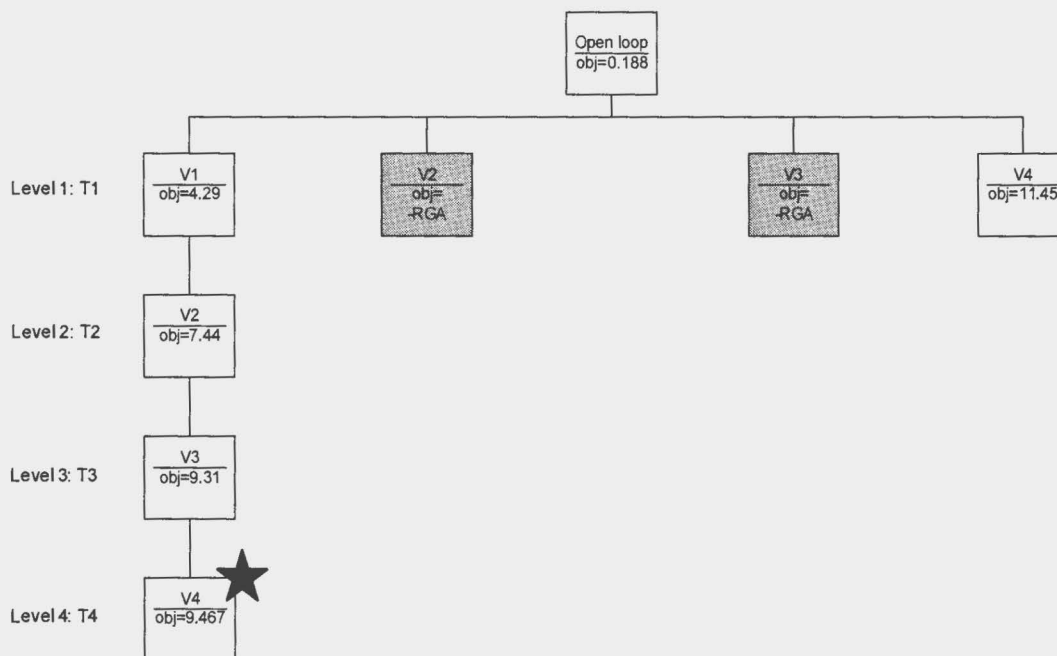 Open loop
obj=0.188
Level 1: T1
V1
obj=4.29
V2
obj=
-RGA
V3
obj=
-RGA
V4
obj=11.45
Level 2: T2
V2
obj=7.44
Level 3: T3
V3
obj=9.31
Level 4: T4
V4
obj=9.467